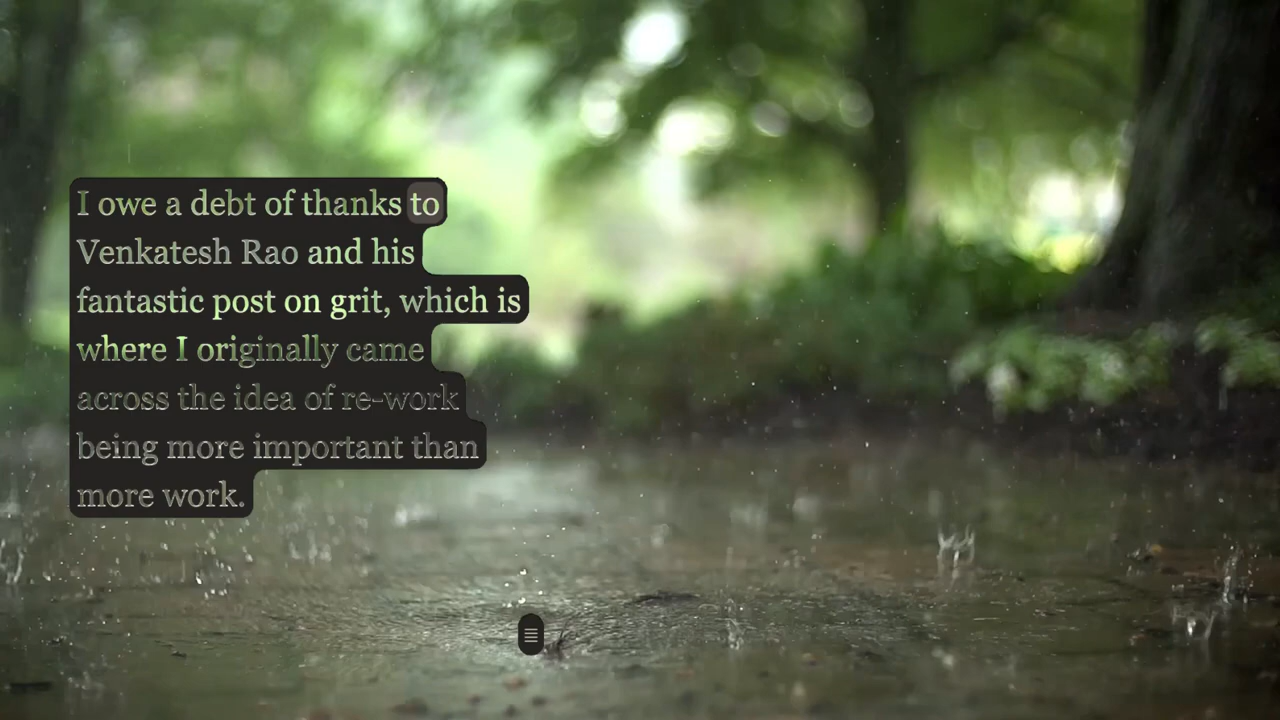 I owe a debt of thanks to
Venkatesh Rao and his
fantastic post on grit, which is
where I originally came
across the idea of re-work
being more important than
more work.